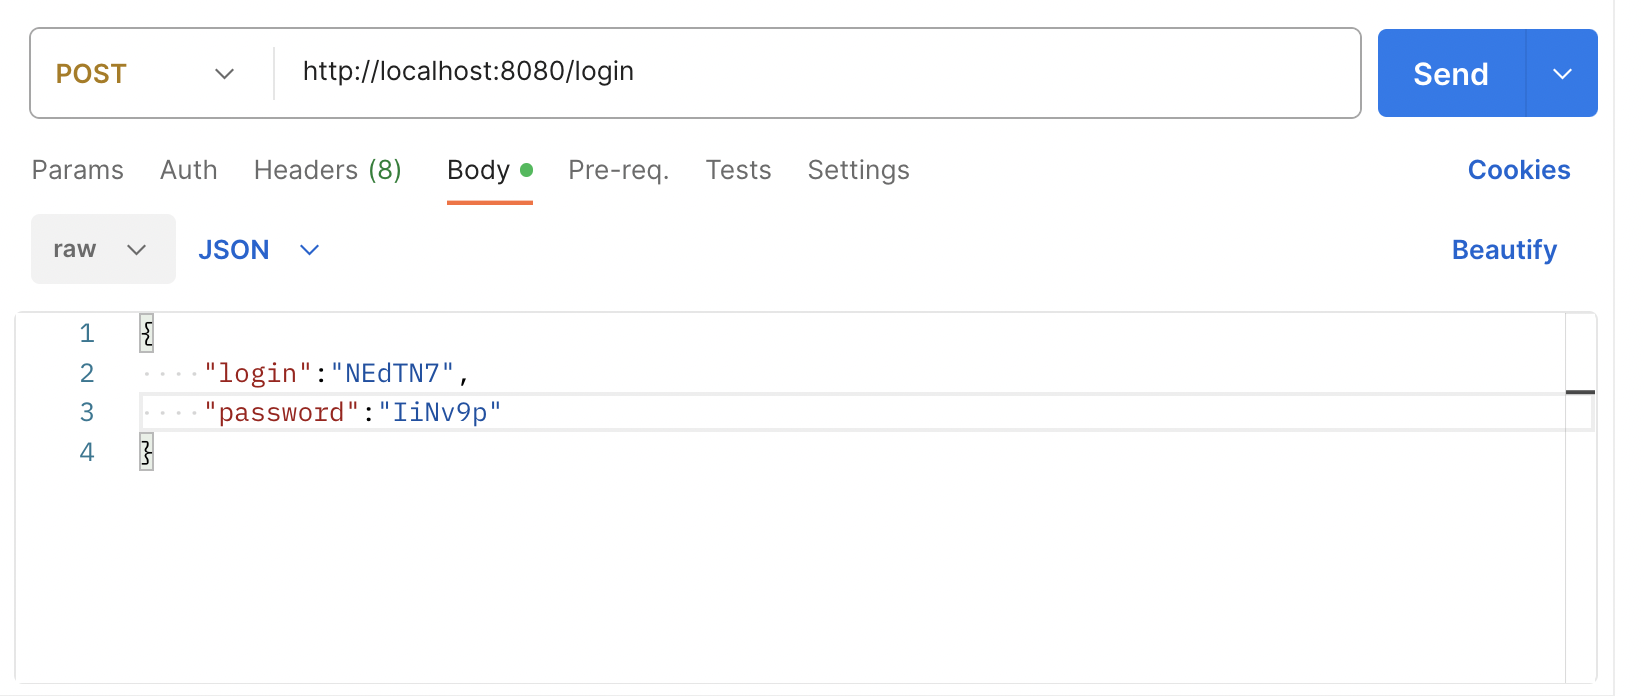 POST http://localhost:8080/login Send
Params Auth Headers (8) Body Pre-req. Tests Settings Cookies
raw JSON Beautify
1 {
2 "login":"NEdTN7",
3 "password":"IiNv9p"
4 }